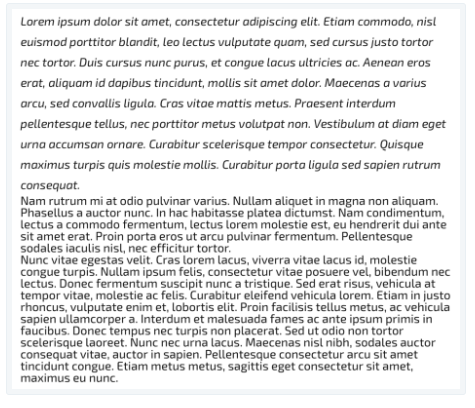 Lorem ipsum dolor sit amet, consectetur adipiscing elit. Etiam commodo, nisl
euismod porttitor blandit, leo lectus vulputate quam, sed cursus justo tortor
nec tortor. Duis cursus nunc purus, et congue lacus ultricies ac. Aenean eros
erat, aliquam id dapibus tincidunt, mollis sit amet dolor. Maecenas a varius
arcu, sed convallis ligula. Cras vitae mattis metus. Praesent interdum
pellentesque tellus, nec porttitor metus volutpat non. Vestibulum at diam eget
urna accumsan ornare. Curabitur scelerisque tempor consectetur. Quisque
maximus turpis quis molestie mollis. Curabitur porta ligula sed sapien rutrum
consequat.
Nam rutrum mi at odio pulvinar varius. Nullam aliquet in magna non aliquam.
Phasellus a auctor nunc. In hac habitasse platea dictumst. Nam condimentum,
lectus a commodo fermentum, lectus lorem molestie est, eu hendrerit dui ante
sit amet erat. Proin porta eros ut arcu pulvinar fermentum. Pellentesque
sodales iaculis nisl, nec efficitur tortor.
Nunc vitae egestas velit. Cras lorem lacus, viverra vitae lacus id, molestie
congue turpis. Nullam ipsum felis, consectetur vitae posuere vel, bibendum nec
lectus. Donec fermentum suscipit nunc a tristique. Sed erat risus, vehicula at
tempor vitae, molestie ac felis. Curabitur eleifend vehicula lorem. Etiam in justo
rhoncus, vulputate enim et, lobortis elit. Proin facilisis tellus metus, ac vehicula
sapien ullamcorper a. Interdum et malesuada fames ac ante ipsum primis in
faucibus. Donec tempus nec turpis non placerat. Sed ut odio non tortor
scelerisque laoreet. Nunc nec urna lacus. Maecenas nisl nibh, sodales auctor
consequat vitae, auctor in sapien. Pellentesque consectetur arcu sit amet
tincidunt congue. Etiam metus metus, sagittis eget consectetur sit amet,
maximus eu nunc.